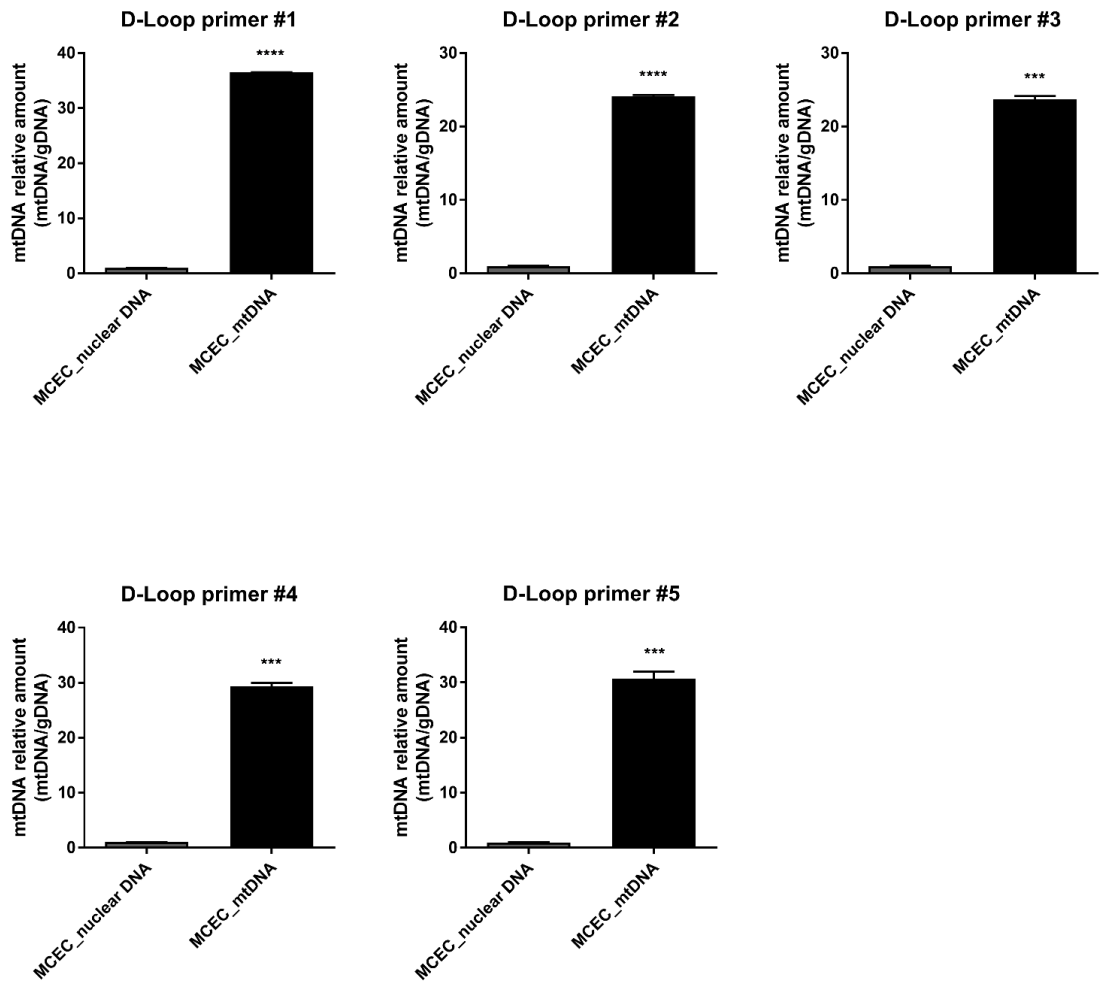 D-Loop primer #1
mtDNA relative amount
(mtDNA/gDNA)
40
30
20
10
0
****
MCEC_nuclear DNA
MCEC_mtDNA
D-Loop primer #2
mtDNA relative amount
(mtDNA/gDNA)
30
20
10
0
****
MCEC_nuclear DNA
MCEC_mtDNA
D-Loop primer #3
mtDNA relative amount
(mtDNA/gDNA)
30
20
10
0
***
MCEC_nuclear DNA
MCEC_mtDNA
D-Loop primer #4
mtDNA relative amount
(mtDNA/gDNA)
40
30
20
10
0
***
MCEC_nuclear DNA
MCEC_mtDNA
D-Loop primer #5
mtDNA relative amount
(mtDNA/gDNA)
40
30
20
10
0
***
MCEC_nuclear DNA
MCEC_mtDNA